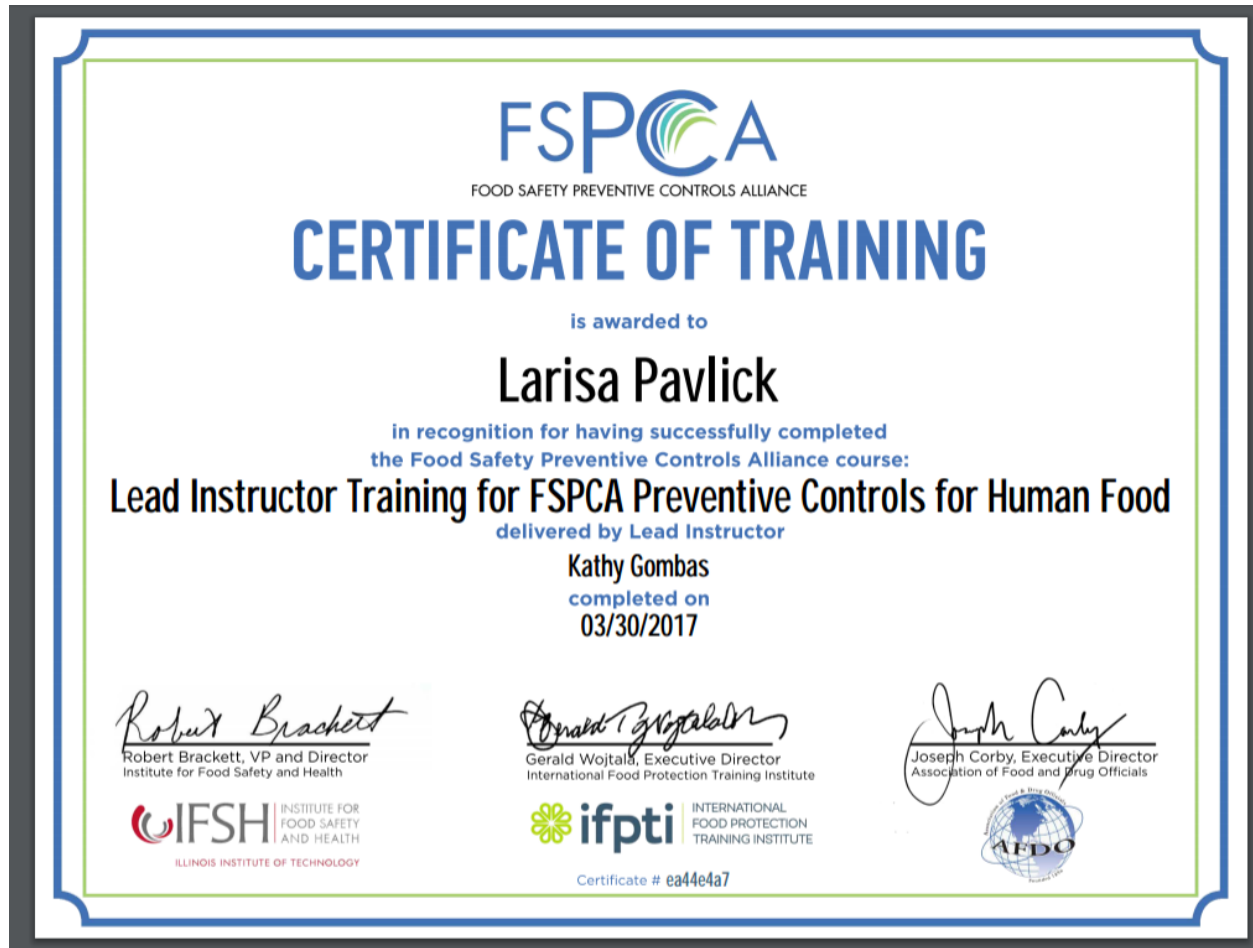 FSPCA
FOOD SAFETY PREVENTIVE CONTROLS ALLIANCE
CERTIFICATE OF TRAINING
is awarded to
Larisa Pavlick
in recognition for having successfully completed
the Food Safety Preventive Controls Alliance course:
Lead Instructor Training for FSPCA Preventive Controls for Human Food
delivered by Lead Instructor
Kathy Gombas
completed on
03/30/2017
Robert Brackett
Robert Brackett, VP and Director
Institute for Food Safety and Health
Gerald Wojtala, Executive Director
International Food Protection Training Institute
Joseph Corby
Joseph Corby, Executive Director
Association of Food and Drug Officials
IFSH
INSTITUTE FOR
FOOD SAFETY
AND HEALTH
ILLINOIS INSTITUTE OF TECHNOLOGY
ifpti
INTERNATIONAL
FOOD PROTECTION
TRAINING INSTITUTE
Association of Food & Drug Officials
AFDO
Certificate # ea44e4a7